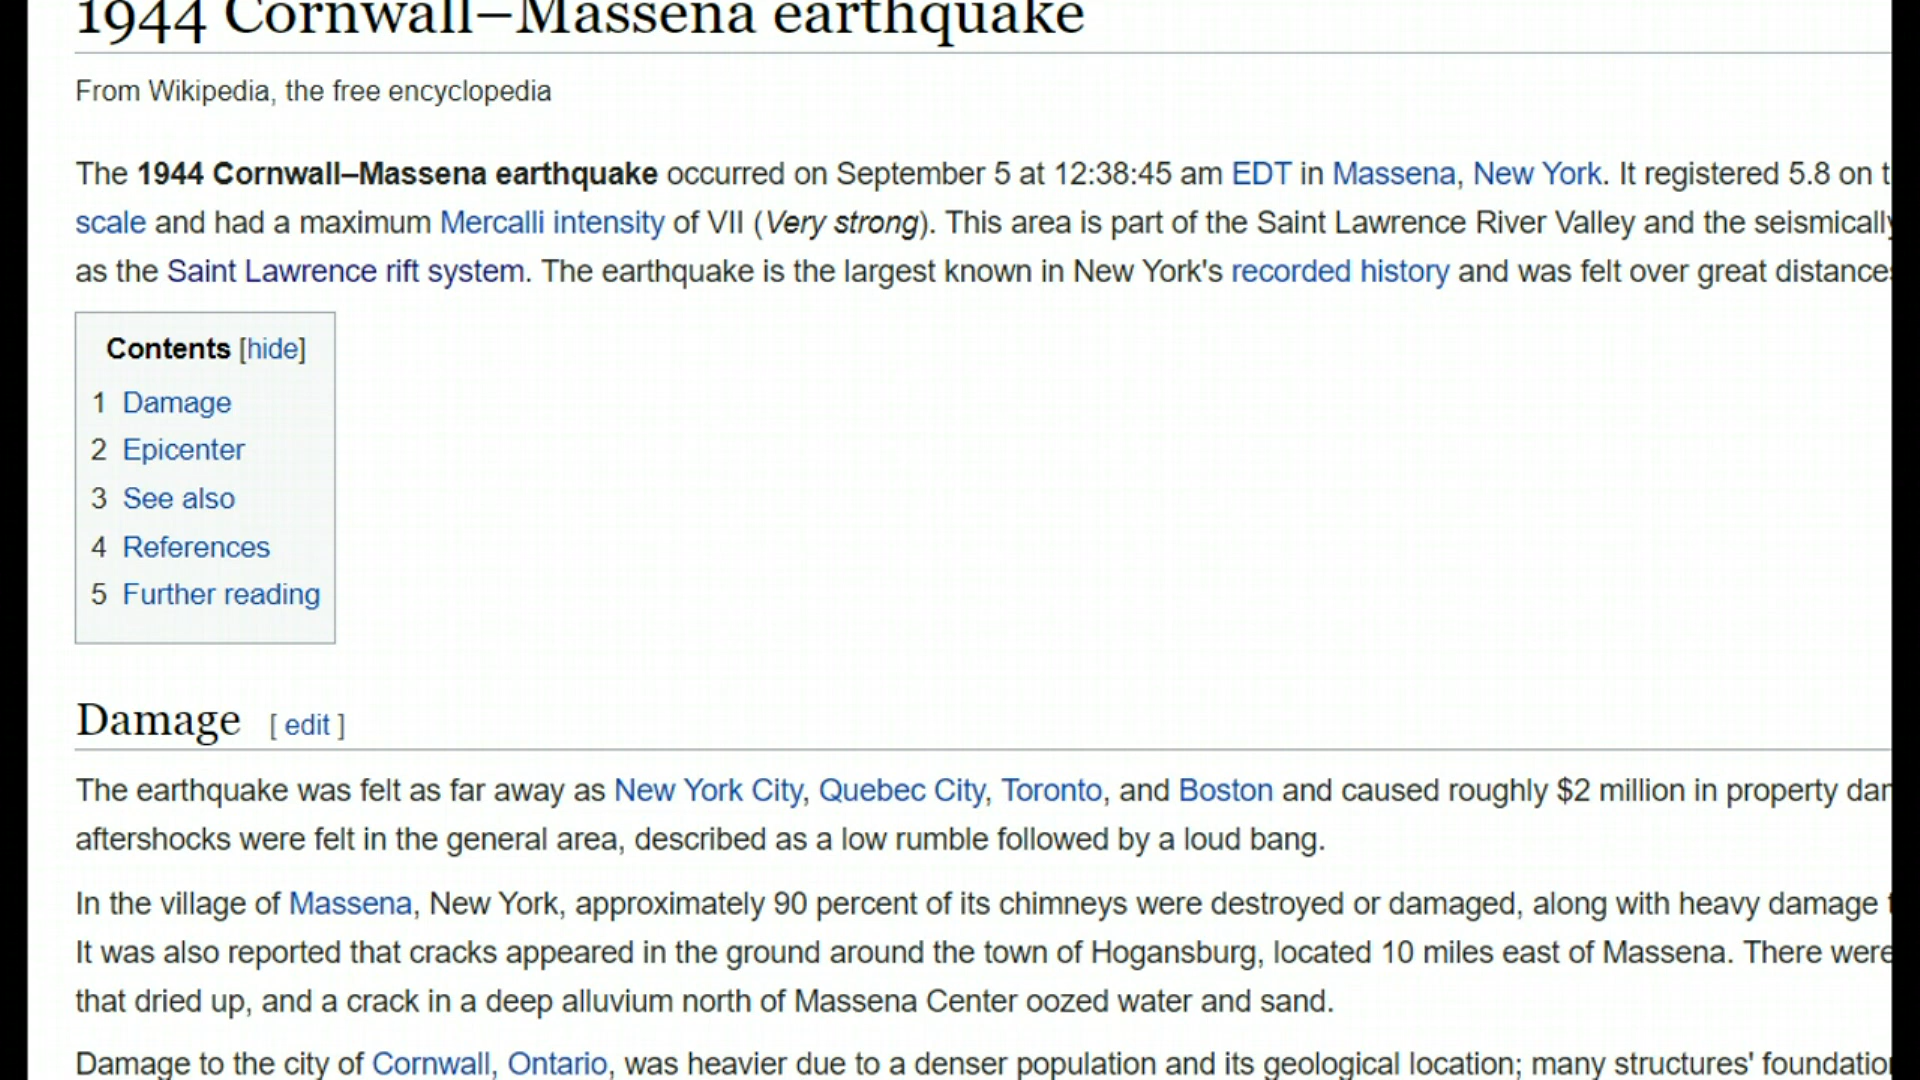 1944 Cornwall–Massena earthquake
From Wikipedia, the free encyclopedia
The 1944 Cornwall–Massena earthquake occurred on September 5 at 12:38:45 am EDT in Massena, New York. It registered 5.8 on
scale and had a maximum Mercalli intensity of VII (Very strong). This area is part of the Saint Lawrence River Valley and the seismically
as the Saint Lawrence rift system. The earthquake is the largest known in New York's recorded history and was felt over great distances
Contents [hide]
1 Damage
2 Epicenter
3 See also
4 References
5 Further reading
Damage [ edit ]
The earthquake was felt as far away as New York City, Quebec City, Toronto, and Boston and caused roughly $2 million in property
aftershocks were felt in the general area, described as a low rumble followed by a loud bang.
In the village of Massena, New York, approximately 90 percent of its chimneys were destroyed or damaged, along with heavy damage
It was also reported that cracks appeared in the ground around the town of Hogansburg, located 10 miles east of Massena. There were
that dried up, and a crack in a deep alluvium north of Massena Center oozed water and sand.
Damage to the city of Cornwall, Ontario, was heavier due to a denser population and its geological location; many structures'